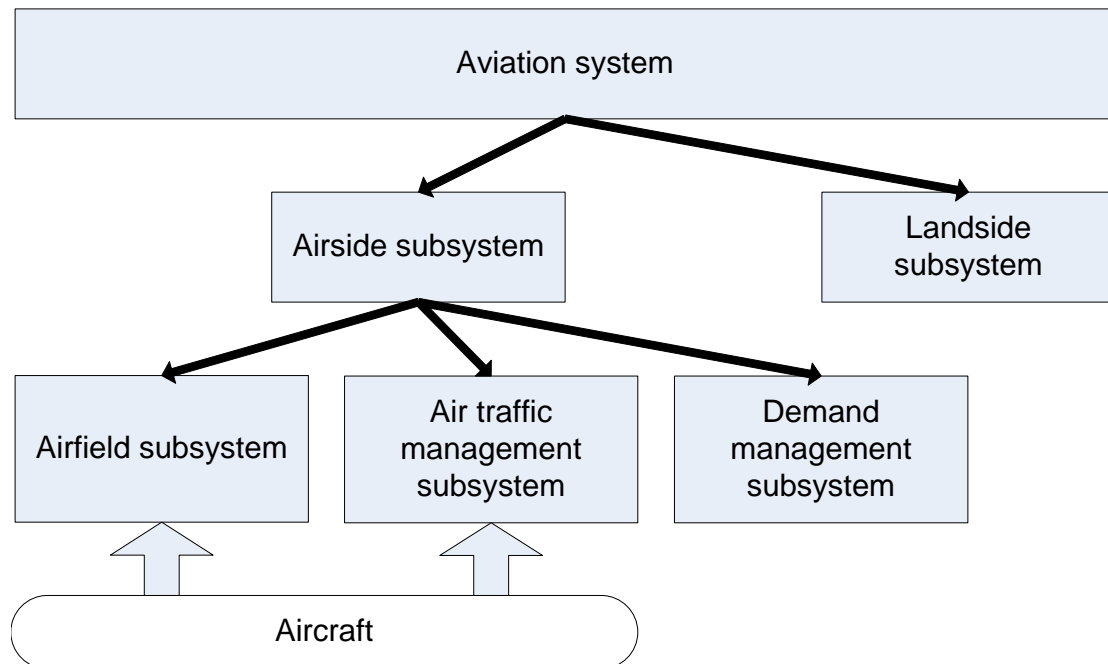 Aviation system
Airside subsystem
Landside
subsystem
Airfield subsystem
Air traffic
management
subsystem
Demand
management
subsystem
Aircraft